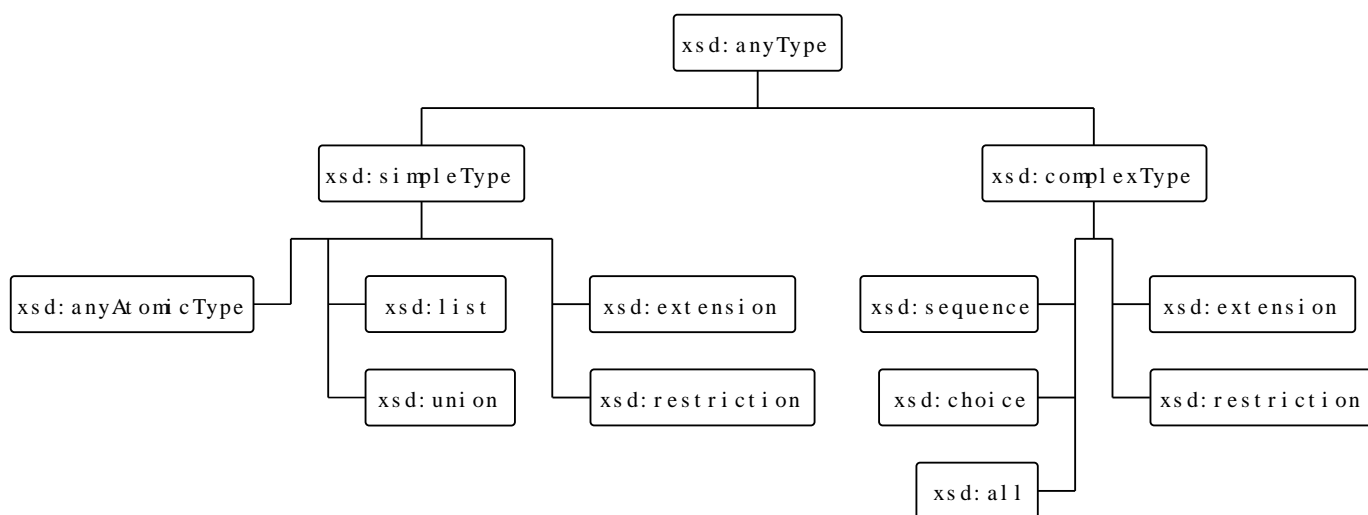 xsd:anyType
xsd:simpleType
xsd:complexType
xsd:anyAtomicType
xsd:list
xsd:extension
xsd:sequence
xsd:extension
xsd:union
xsd:restriction
xsd:choice
xsd:restriction
xsd:all